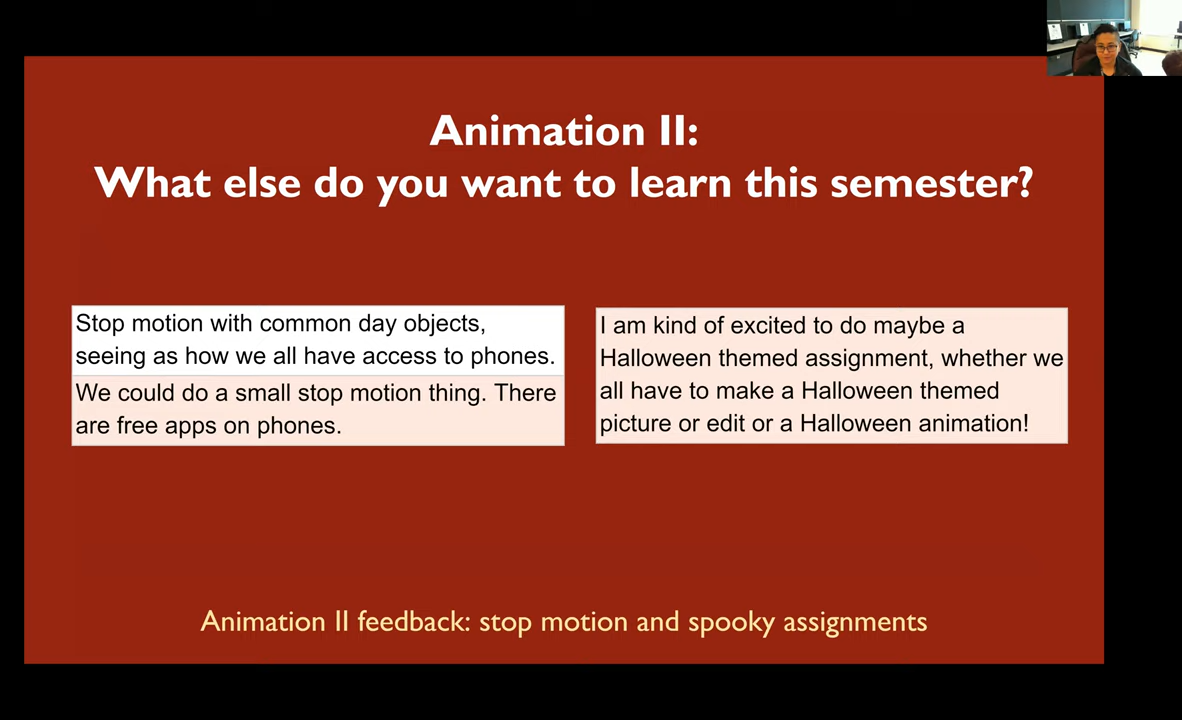 Animation II:
What else do you want to learn this semester?
Stop motion with common day objects,
seeing as how we all have access to phones.
We could do a small stop motion thing. There
are free apps on phones.
I am kind of excited to do maybe a
Halloween themed assignment, whether we
all have to make a Halloween themed
picture or edit or a Halloween animation!
Animation II feedback: stop motion and spooky assignments